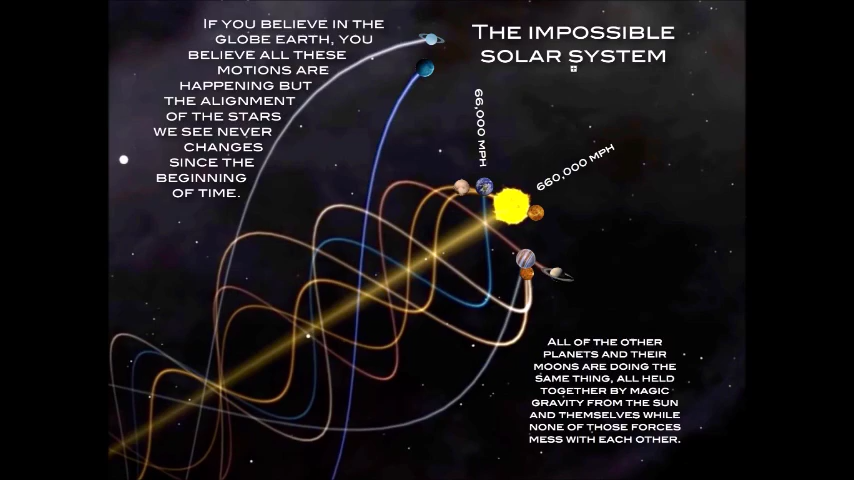 If you believe in the
globe Earth, you
believe all these
motions are
happening but
the alignment
of the stars
we see never
changes
since the
beginning
of time.
The impossible
solar system
66,000 mph
660,000 mph
All of the other
planets and their
moons are doing the
same thing, all held
together by magic
gravity from the sun
and themselves while
none of those forces
mess with each other.